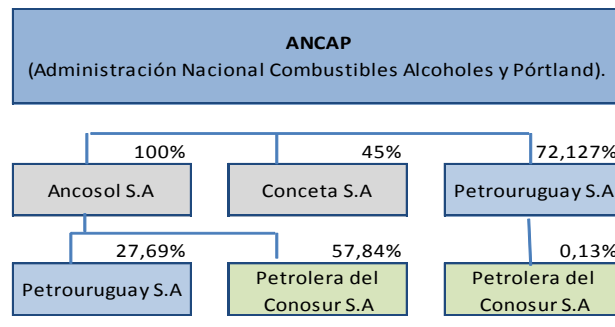 ANCAP
(Administración Nacional Combustibles Alcoholes y Pórtland).
100%
45%
72,127%
Ancosol S.A
Conceta S.A
Petrouruguay S.A
27,69%
57,84%
0,13%
Petrouruguay S.A
Petrolera del
Conosur S.A
Petrolera del
Conosur S.A